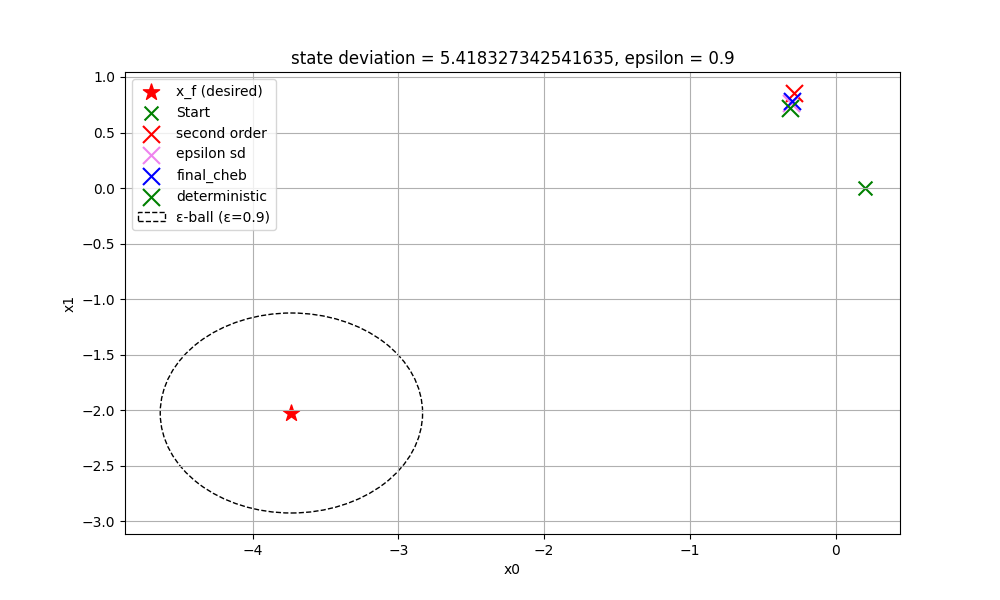 state deviation = 5.418327342541635, epsilon = 0.9
x_f (desired)
Start
second order
epsilon sd
final_cheb
deterministic
ε-ball (ε=0.9)
1.0
0.5
0.0
−0.5
−1.0
−1.5
−2.0
−2.5
−3.0
x1
−4
−3
−2
−1
0
x0